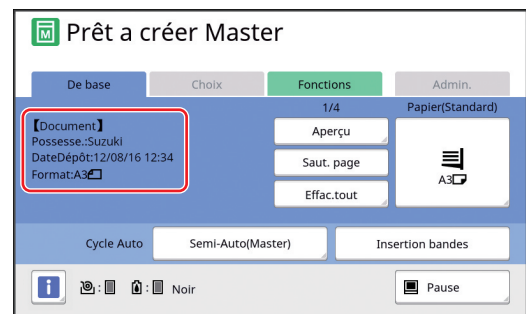 Prêt a créer Master
De base Choix Fonctions Admin.
1/4 Papier(Standard)
【Document】
Possesse.:Suzuki
DateDépôt:12/08/16 12:34
Format:A3
Aperçu
Saut. page
Effac.tout
A3
Cycle Auto Semi-Auto(Master) Insertion bandes
i : : Noir Pause